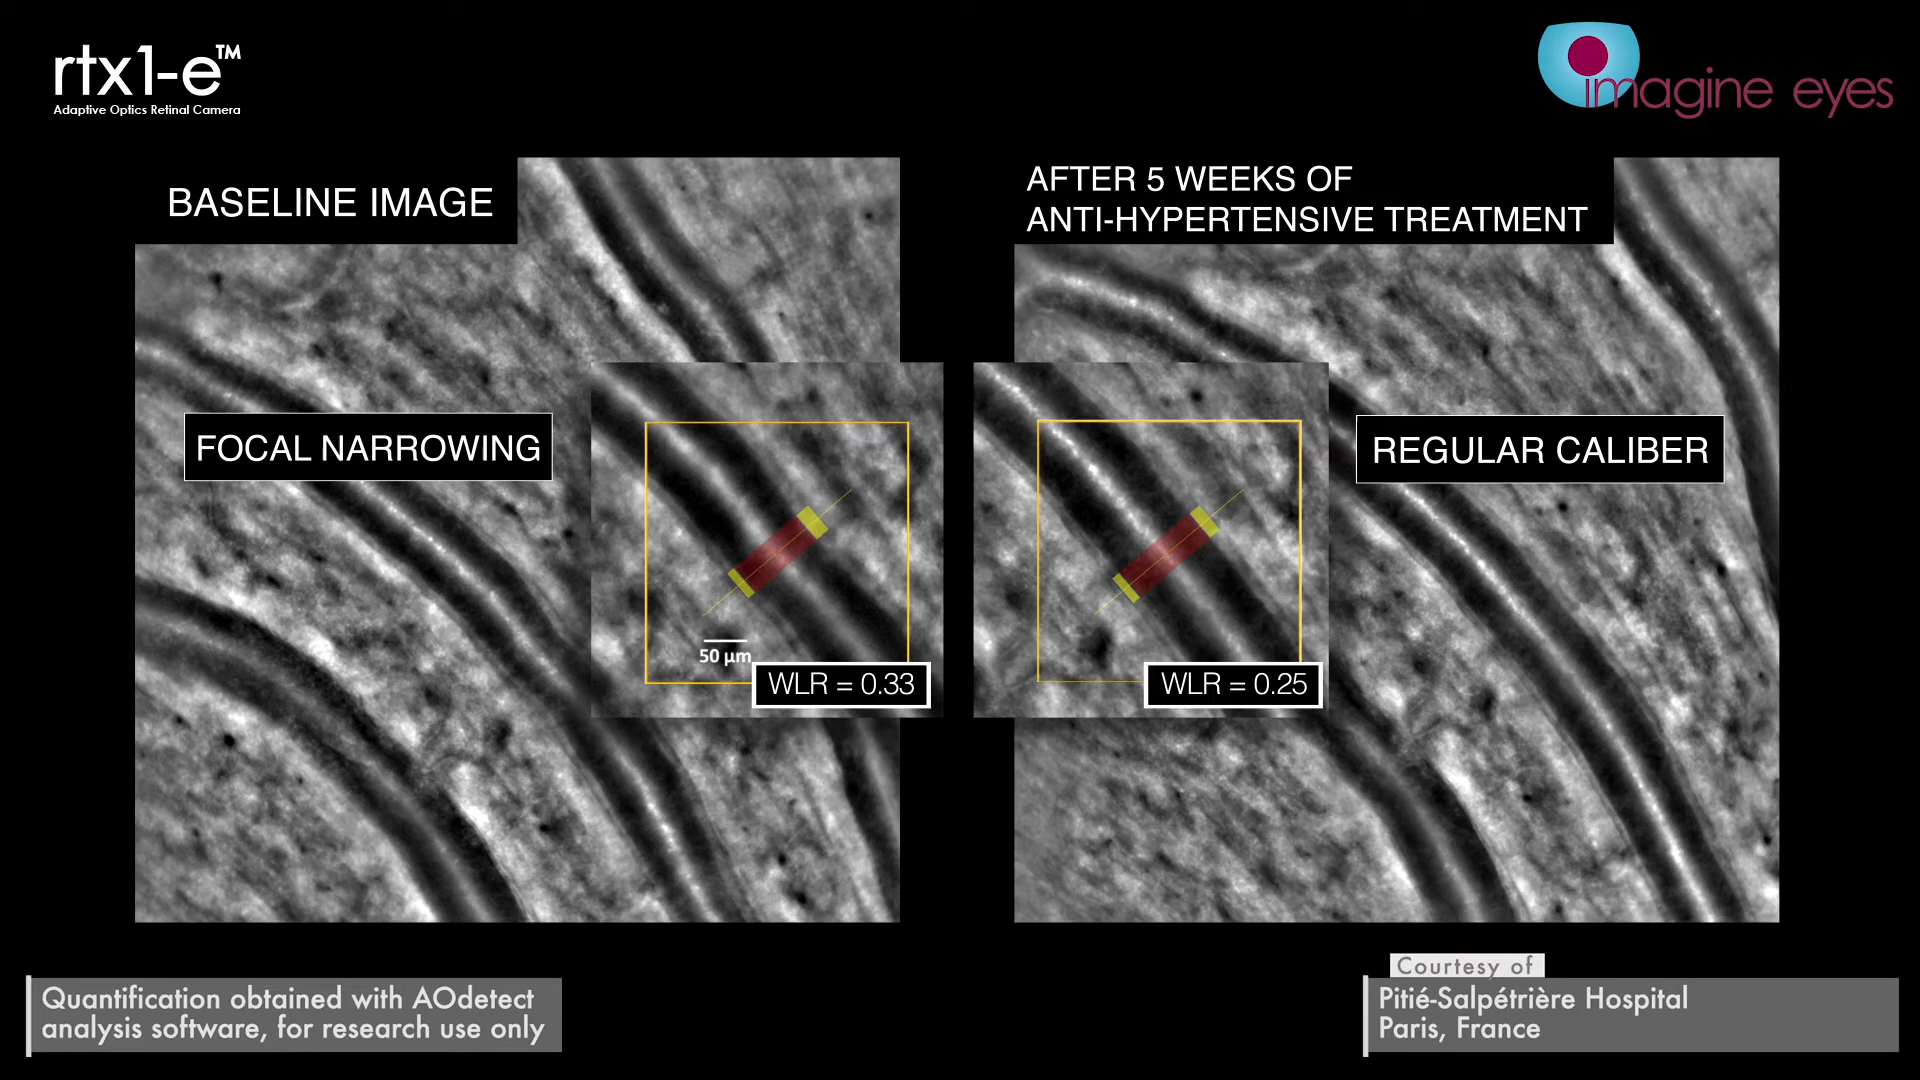 rtx1-e™
Adaptive Optics Retinal Camera
imagine eyes
BASELINE IMAGE
AFTER 5 WEEKS OF
ANTI-HYPERTENSIVE TREATMENT
FOCAL NARROWING
REGULAR CALIBER
50 µm
WLR = 0.33
WLR = 0.25
Quantification obtained with AOdetect
analysis software, for research use only
Courtesy of
Pitié-Salpétrière Hospital
Paris, France